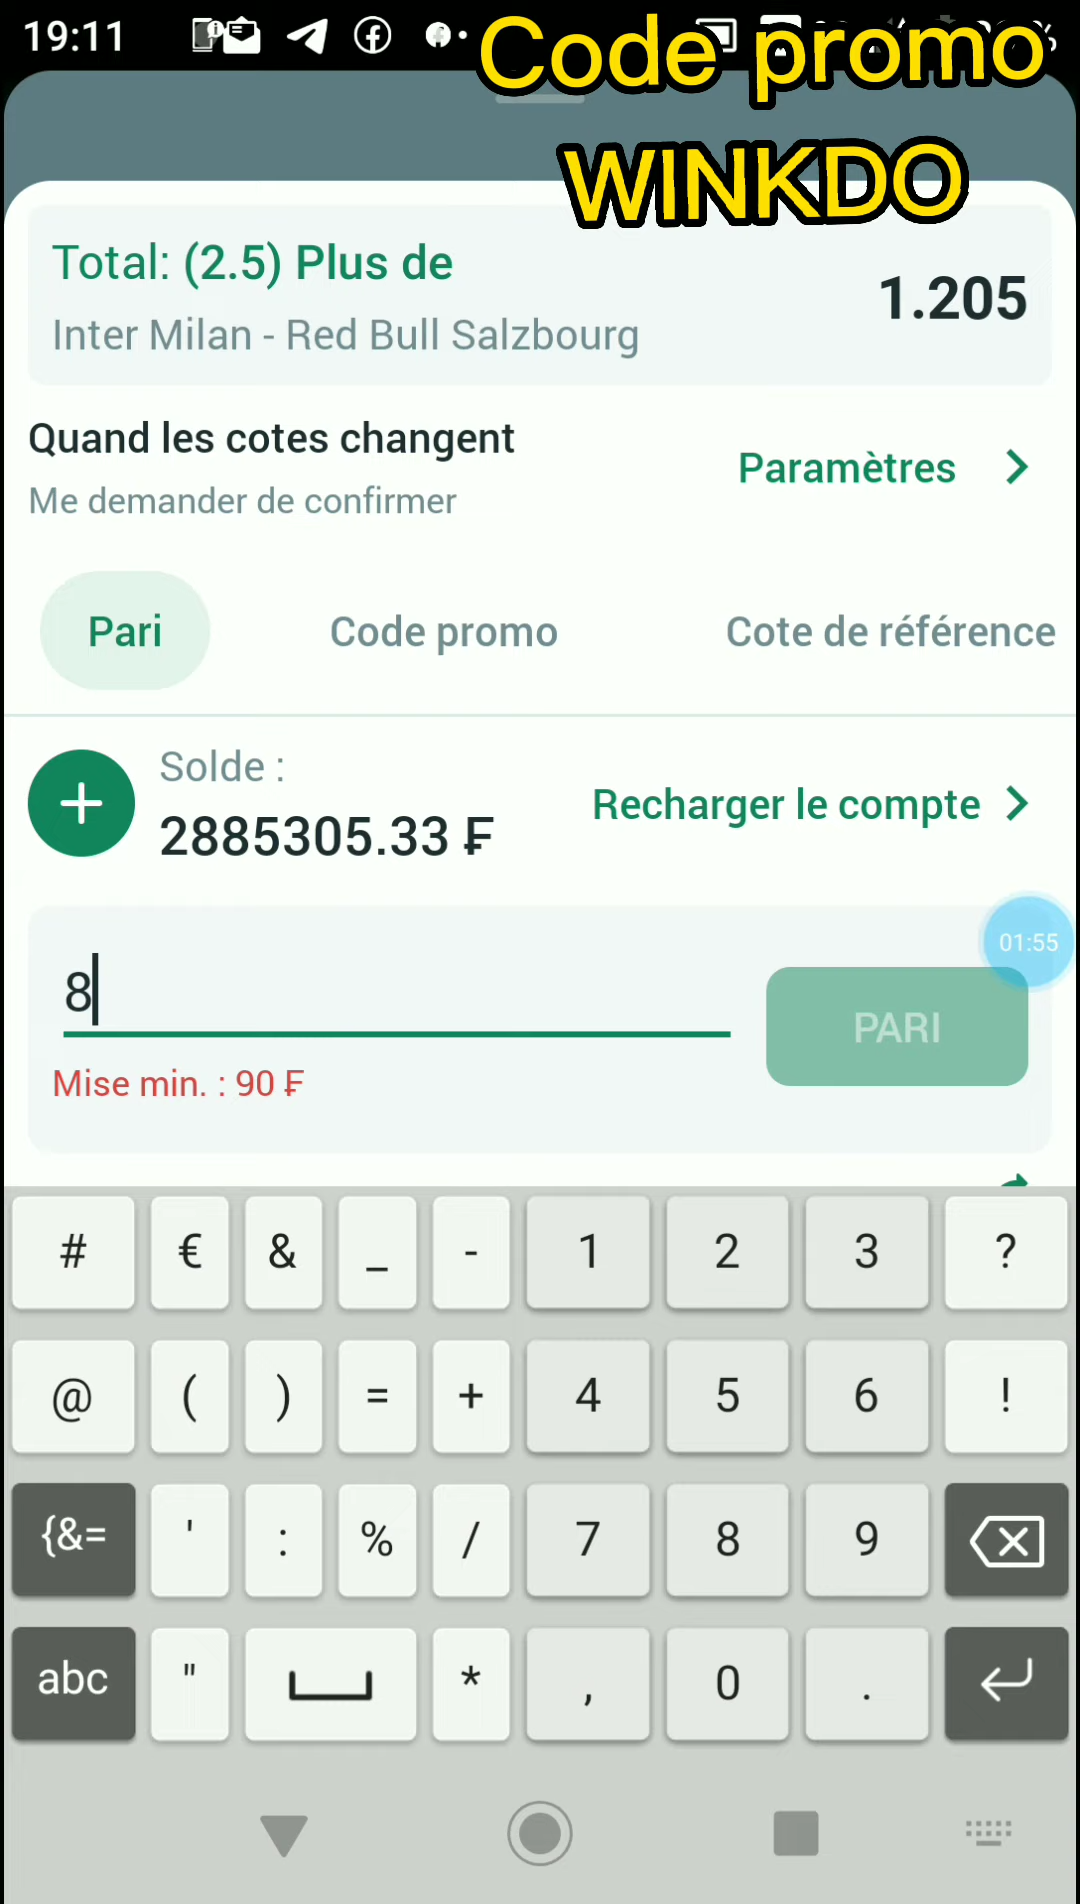 19:11
Code promo
WINKDO
Total: (2.5) Plus de
1.205
Inter Milan - Red Bull Salzbourg
Quand les cotes changent
Paramètres
Me demander de confirmer
Pari
Code promo
Cote de référence
Solde :
2885305.33 ₣
Recharger le compte
01:55
8
PARI
Mise min. : 90 ₣
# € & _ - 1 2 3 ?
@ ( ) = + 4 5 6 !
{&= ' : % / 7 8 9
abc " * , 0 .